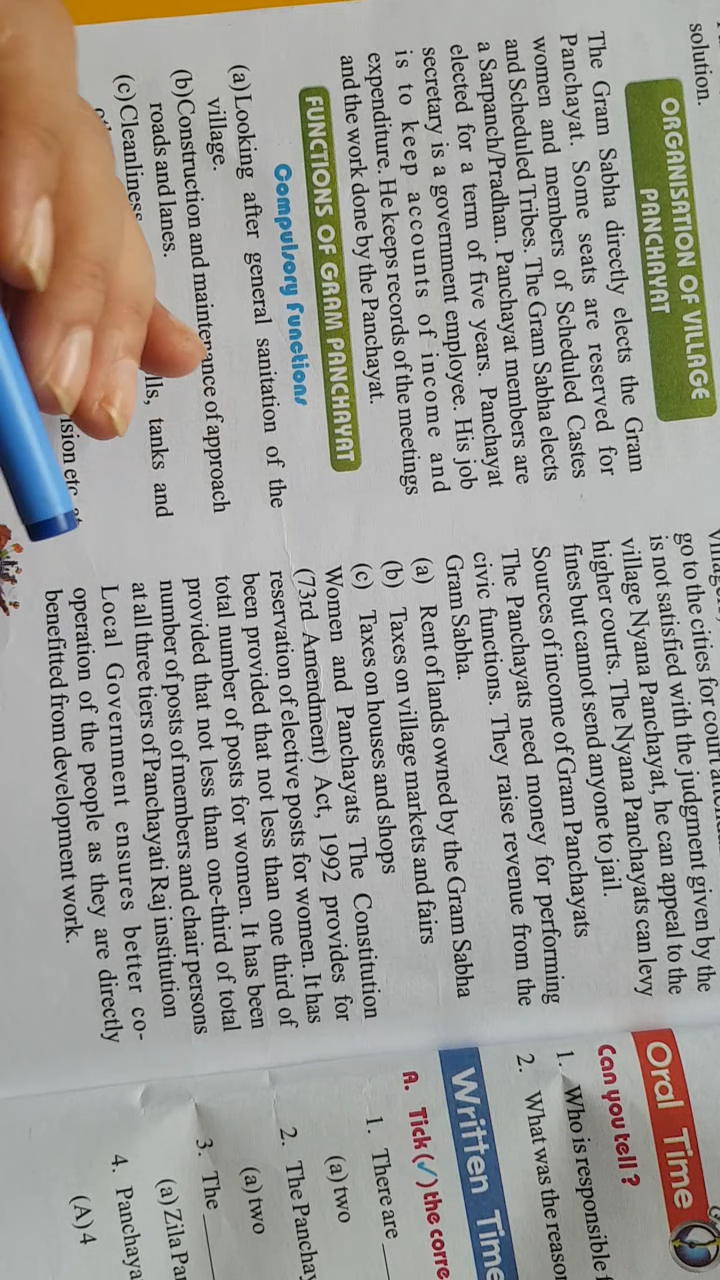 solution.
ORGANISATION OF VILLAGE
PANCHAYAT
The Gram Sabha directly elects the Gram
Panchayat. Some seats are reserved for
women and members of Scheduled Castes
and Scheduled Tribes. The Gram Sabha elects
a Sarpanch/Pradhan. Panchayat members are
elected for a term of five years. Panchayat
secretary is a government employee. His job
is to keep accounts of income and
expenditure. He keeps records of the meetings
and the work done by the Panchayat.
FUNCTIONS OF GRAM PANCHAYAT
Compulsory Functions
(a) Looking after general sanitation of the
village.
(b) Construction and maintenance of approach
roads and lanes.
(c) Cleanliness
tanks and
etc.
go to the cities for court
is not satisfied with the judgment given by the
village Nyana Panchayat, he can appeal to the
higher courts. The Nyana Panchayats can levy
fines but cannot send anyone to jail.
Sources of income of Gram Panchayats
The Panchayats need money for performing
civic functions. They raise revenue from the
Gram Sabha.
(a) Rent of lands owned by the Gram Sabha
(b) Taxes on village markets and fairs
(c) Taxes on houses and shops
Women and Panchayats The Constitution
(73rd Amendment) Act, 1992 provides for
reservation of elective posts for women. It has
been provided that not less than one third of
total number of posts for women. It has been
provided that not less than one-third of total
number of posts of members and chair persons
at all three tiers of Panchayati Raj institution
Local Government ensures better co-
operation of the people as they are directly
benefitted from development work.
Oral Time
Can you tell ?
1. Who is responsible
2. What was the
Written Time
A. Tick (✓) the
1. There are
(a) two
2. The
(a) two
3. The
(a) Zila
4.
(A) 4